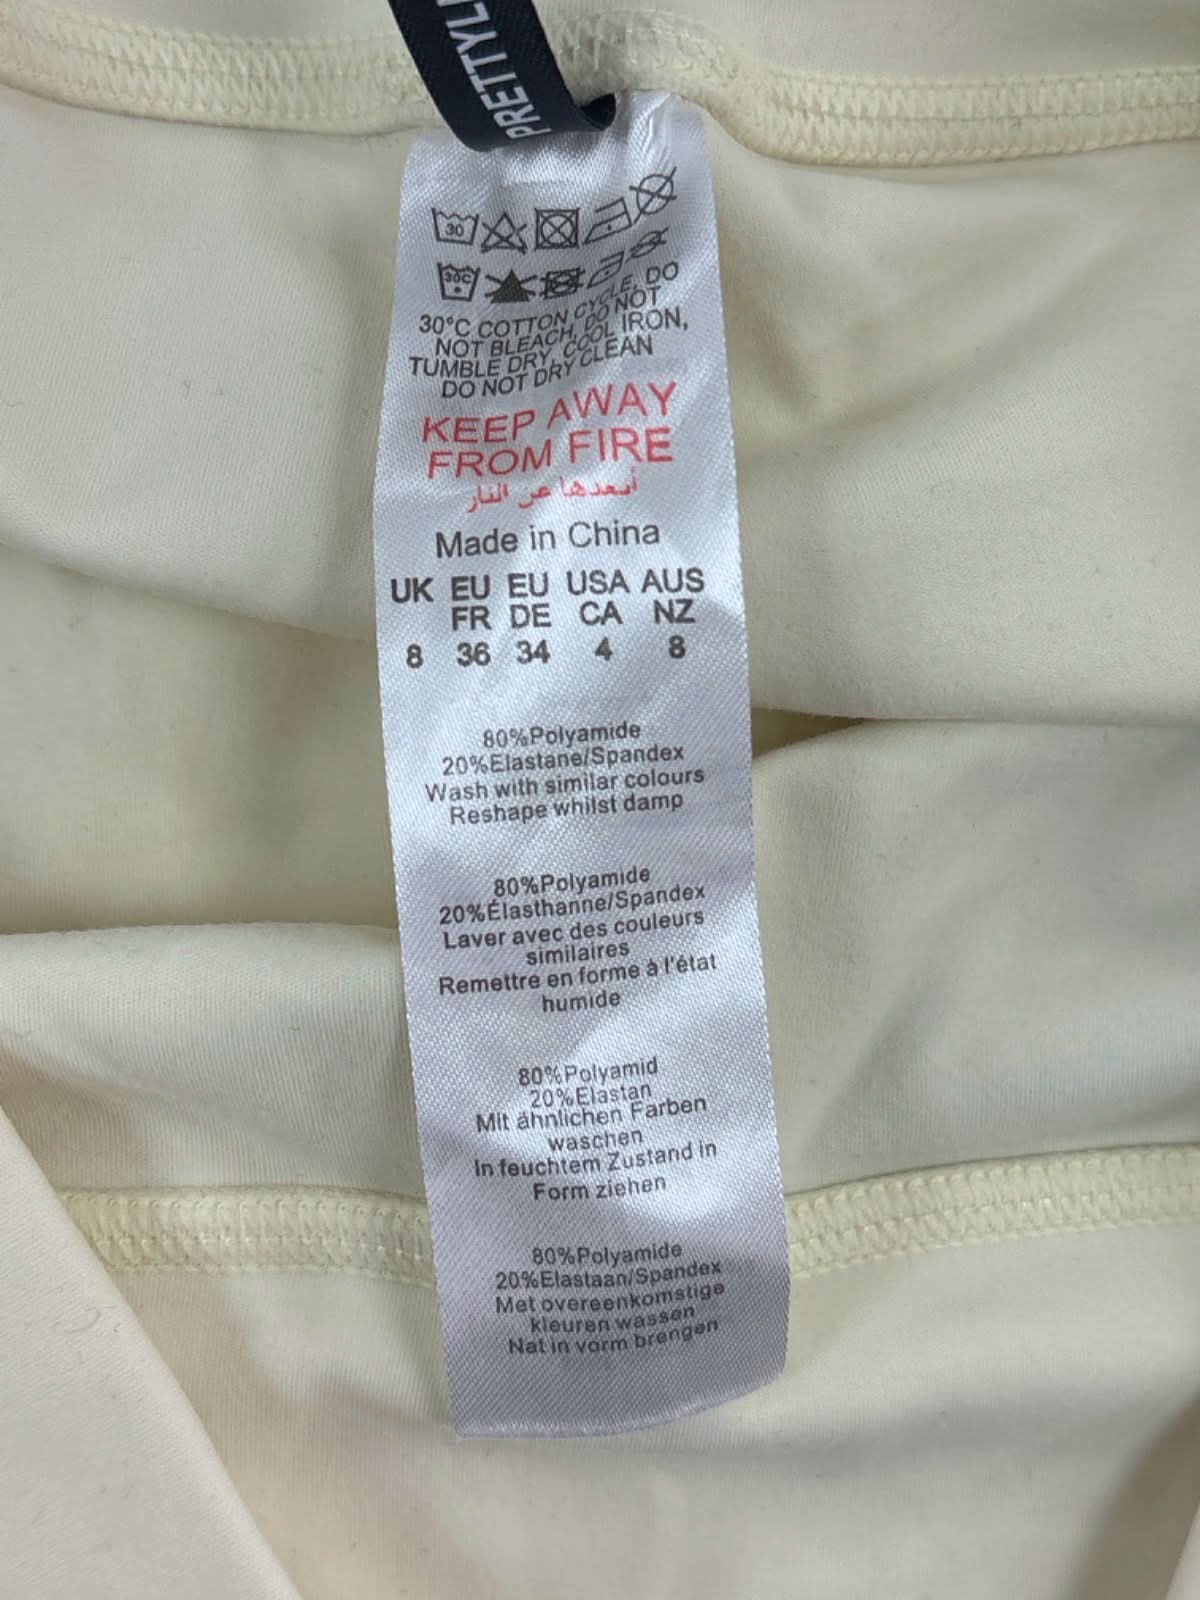 PRETTYL
30
30C
30°C COTTON CYCLE, DO
NOT BLEACH, DO NOT
TUMBLE DRY, COOL IRON,
DO NOT DRY CLEAN
KEEP AWAY
FROM FIRE
أبعدها عن النار
Made in China
UK EU EU USA AUS
FR DE CA NZ
8 36 34 4 8
80%Polyamide
20%Elastane/Spandex
Wash with similar colours
Reshape whilst damp
80%Polyamide
20%Élasthanne/Spandex
Laver avec des couleurs
similaires
Remettre en forme à l'état
humide
80%Polyamid
20%Elastan
Mit ähnlichen Farben
waschen
In feuchtem Zustand in
Form ziehen
80%Polyamide
20%Elastaan/Spandex
Met overeenkomstige
kleuren wassen
Nat in vorm brengen